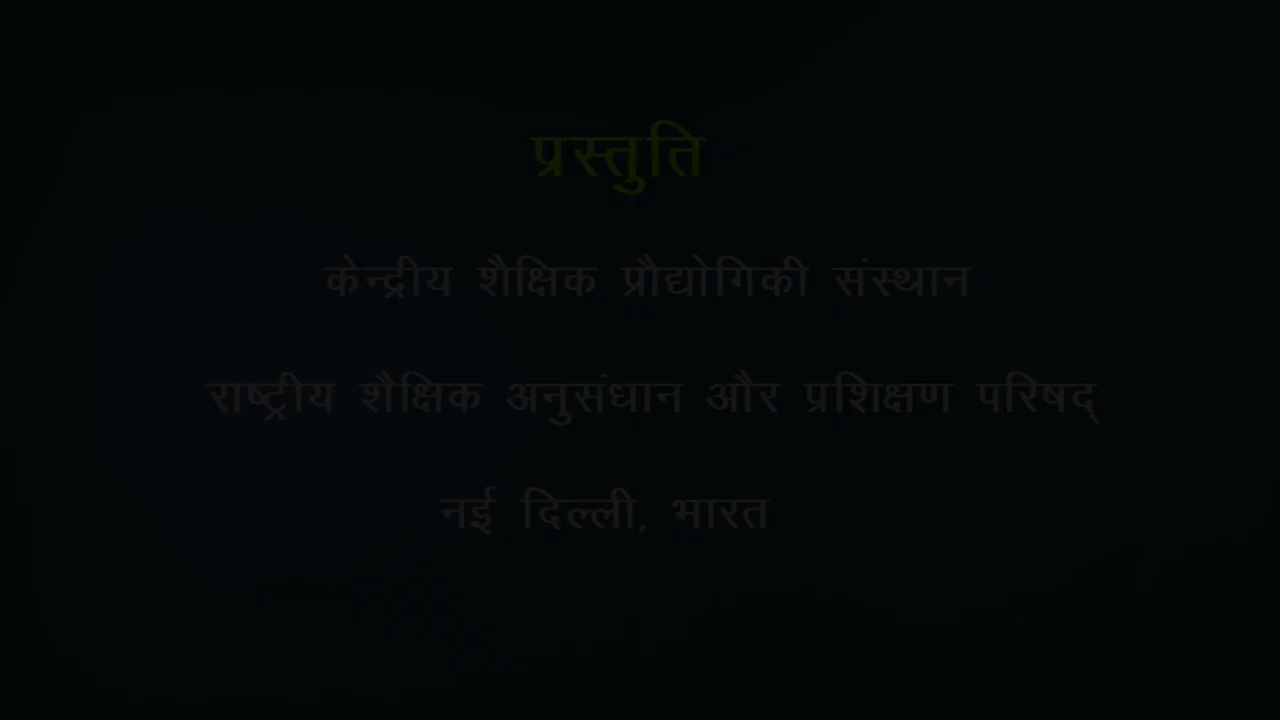 प्रस्तुति
केन्द्रीय शैक्षिक प्रौद्योगिकी संस्थान
राष्ट्रीय शैक्षिक अनुसंधान और प्रशिक्षण परिषद्
नई दिल्ली, भारत